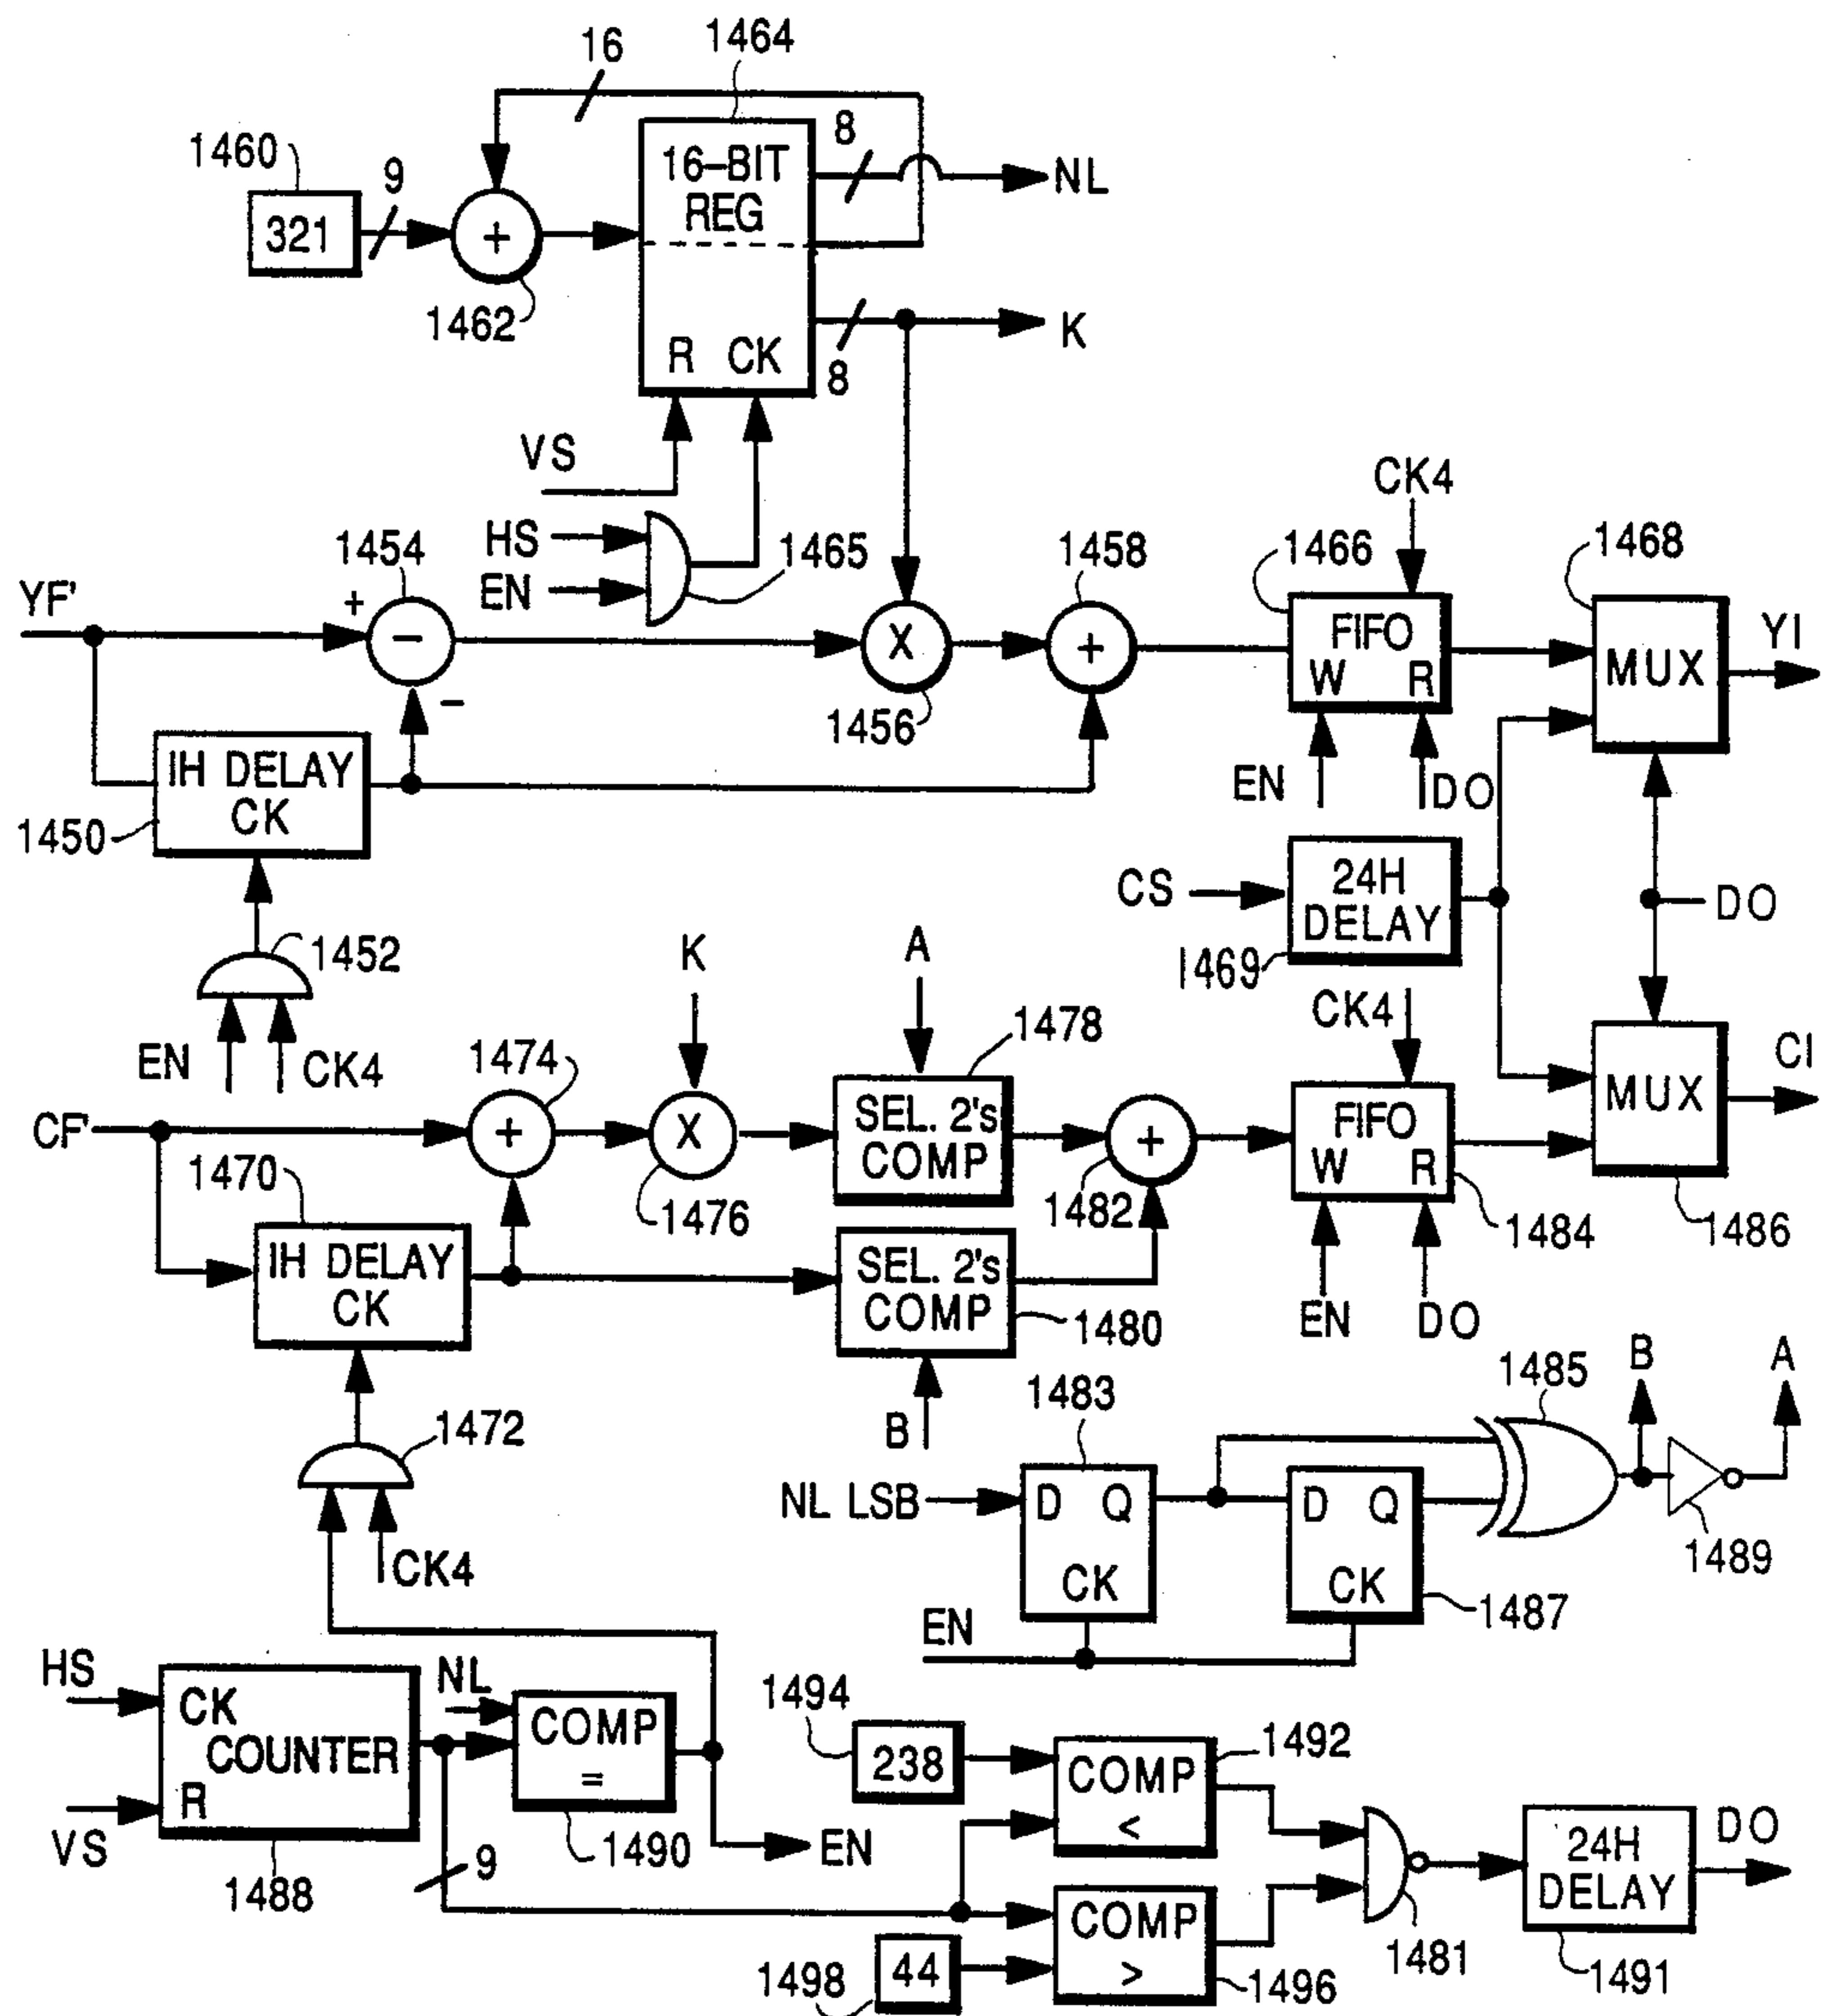 16
1464
1460
9
8
16-BIT
REG
NL
321
+
1462
8
K
R CK
VS
HS
EN
1465
CK4
1454
1458
1466
1468
YF'
+
−
X
+
FIFO
W R
MUX
YI
−
1456
EN
DO
IH DELAY
CK
1450
CS
24H
DELAY
DO
1469
1452
K
A
CK4
EN
CK4
1474
1478
CI
CF'
+
X
SEL. 2's
COMP
+
FIFO
W R
MUX
1470
1476
1482
1484
1486
IH DELAY
CK
SEL. 2's
COMP
1480
EN
DO
B
1483
1485
B
A
1472
NL LSB
D Q
CK
D Q
CK
1489
CK4
1487
EN
HS
CK
COUNTER
R
VS
1488
NL
COMP
=
1490
EN
9
1494
238
COMP
<
1492
24H
DELAY
DO
1481
1491
COMP
>
1496
44
1498